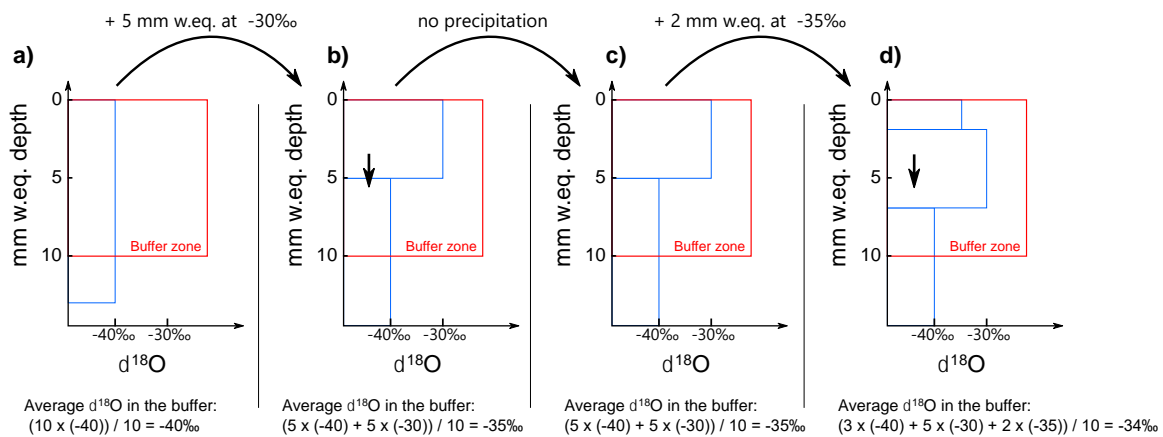 + 5 mm w.eq. at -30‰
no precipitation
+ 2 mm w.eq. at -35‰
a)
b)
c)
d)
mm w.eq. depth
0
5
10
Buffer zone
-40‰
-30‰
d¹⁸O
mm w.eq. depth
0
5
10
Buffer zone
-40‰
-30‰
d¹⁸O
mm w.eq. depth
0
5
10
Buffer zone
-40‰
-30‰
d¹⁸O
mm w.eq. depth
0
5
10
Buffer zone
-40‰
-30‰
d¹⁸O
Average d¹⁸O in the buffer:
(10 x (-40)) / 10 = -40‰
Average d¹⁸O in the buffer:
(5 x (-40) + 5 x (-30)) / 10 = -35‰
Average d¹⁸O in the buffer:
(5 x (-40) + 5 x (-30)) / 10 = -35‰
Average d¹⁸O in the buffer:
(3 x (-40) + 5 x (-30) + 2 x (-35)) / 10 = -34‰